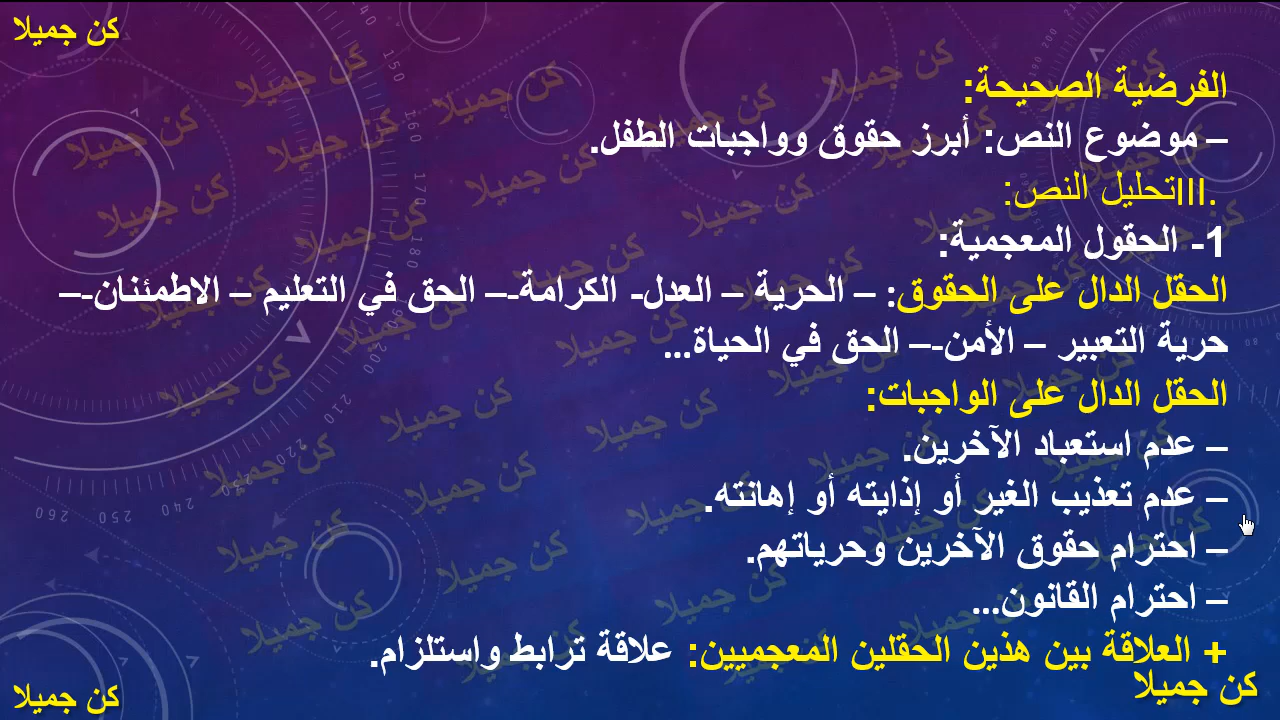 كن جميلا
الفرضية الصحيحة:
– موضوع النص: أبرز حقوق وواجبات الطفل.
.IIIتحليل النص:
1- الحقول المعجمية:
الحقل الدال على الحقوق: – الحرية – العدل- الكرامة-– الحق في التعليم – الاطمئنان-–
حرية التعبير – الأمن-– الحق في الحياة...
الحقل الدال على الواجبات:
– عدم استعباد الآخرين.
– عدم تعذيب الغير أو إذايته أو إهانته.
– احترام حقوق الآخرين وحرياتهم.
– احترام القانون...
+ العلاقة بين هذين الحقلين المعجميين: علاقة ترابط واستلزام.
كن جميلا
كن جميلا